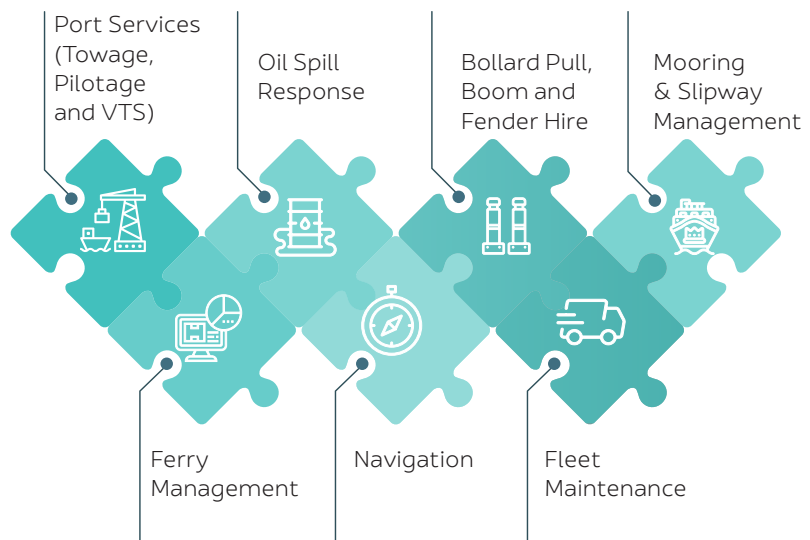 Port Services
(Towage,
Pilotage
and VTS)
Oil Spill
Response
Bollard Pull,
Boom and
Fender Hire
Mooring
& Slipway
Management
Ferry
Management
Navigation
Fleet
Maintenance